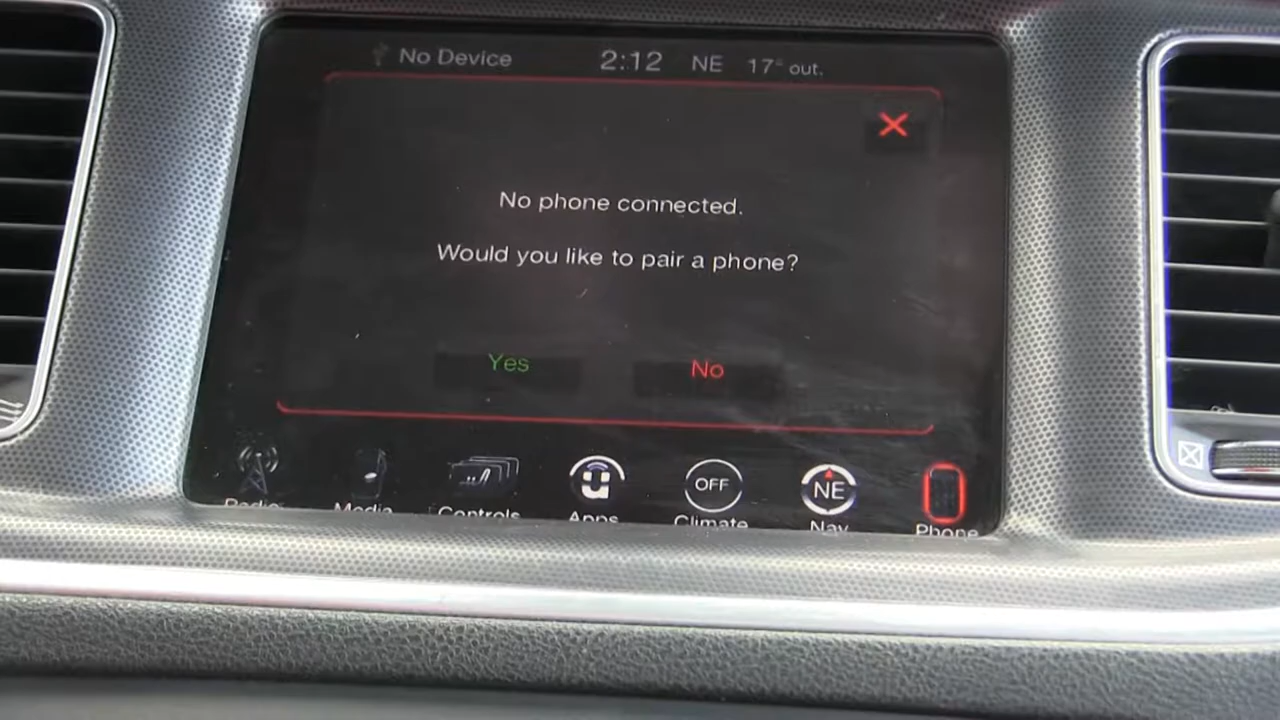 No Device 2:12 NE 17° out.
No phone connected.
Would you like to pair a phone?
Yes No
OFF NE
Radio Media Controls Apps Climate Nav Phone